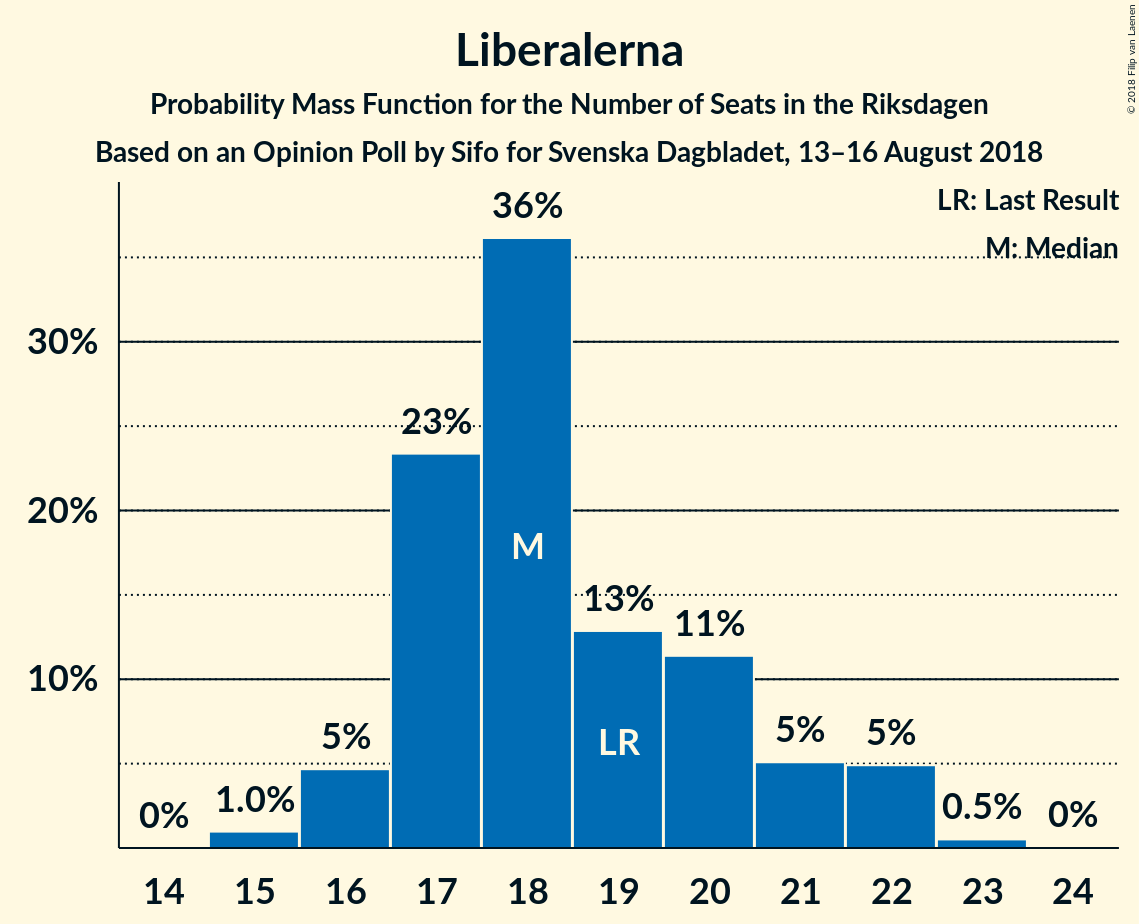 Liberalerna
Probability Mass Function for the Number of Seats in the Riksdagen
Based on an Opinion Poll by Sifo for Svenska Dagbladet, 13–16 August 2018
© 2018 Filip van Laenen
LR: Last Result
M: Median
30%
20%
10%
0%
1.0%
5%
23%
36%
13%
11%
5%
5%
0.5%
0%
M
LR
14 15 16 17 18 19 20 21 22 23 24